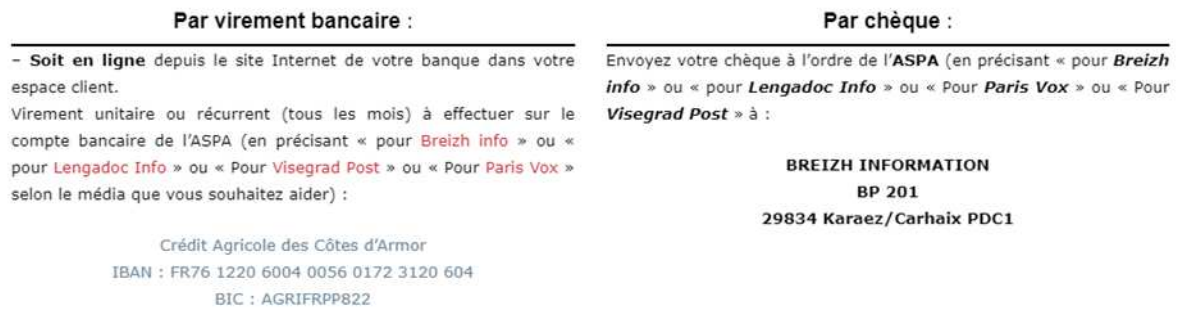 Par virement bancaire :
– Soit en ligne depuis le site Internet de votre banque dans votre
espace client.
Virement unitaire ou récurrent (tous les mois) à effectuer sur le
compte bancaire de l'ASPA (en précisant « pour Breizh info » ou «
pour Lengadoc Info » ou « Pour Visegrad Post » ou « Pour Paris Vox »
selon le média que vous souhaitez aider) :
Crédit Agricole des Côtes d'Armor
IBAN : FR76 1220 6004 0056 0172 3120 604
BIC : AGRIFRPP822
Par chèque :
Envoyez votre chèque à l'ordre de l'ASPA (en précisant « pour Breizh
info » ou « pour Lengadoc Info » ou « Pour Paris Vox » ou « Pour
Visegrad Post » à :
BREIZH INFORMATION
BP 201
29834 Karaez/Carhaix PDC1